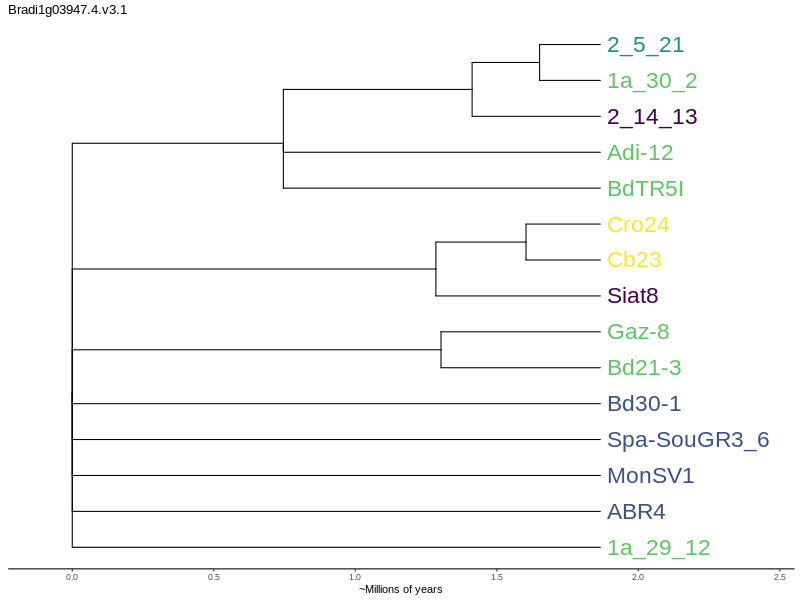 Bradi1g03947.4.v3.1
2_5_21
1a_30_2
2_14_13
Adi-12
BdTR5I
Cro24
Cb23
Siat8
Gaz-8
Bd21-3
Bd30-1
Spa-SouGR3_6
MonSV1
ABR4
1a_29_12
0.0 0.5 1.0 1.5 2.0 2.5
~Millions of years